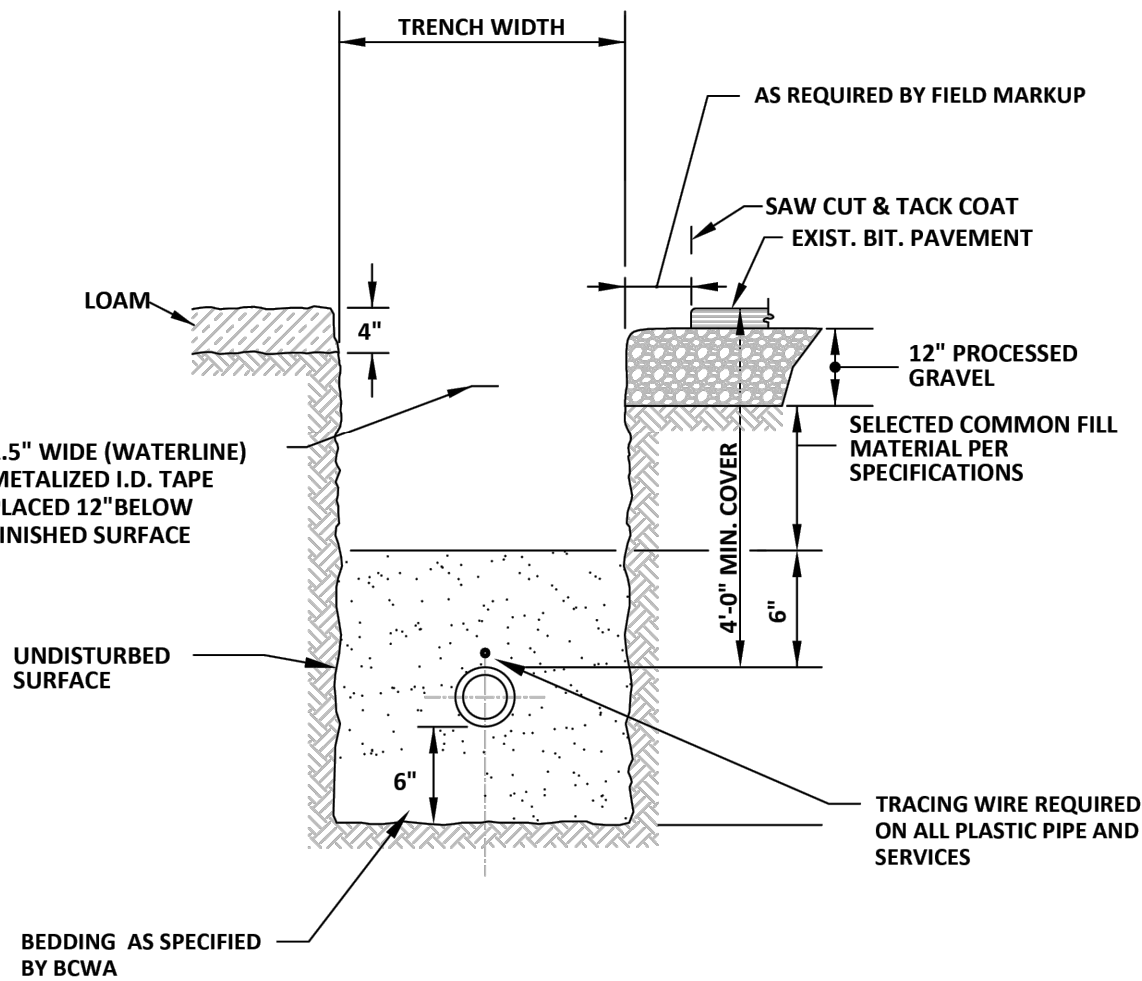 TRENCH WIDTH
AS REQUIRED BY FIELD MARKUP
SAW CUT & TACK COAT
EXIST. BIT. PAVEMENT
LOAM
4"
12" PROCESSED
GRAVEL
SELECTED COMMON FILL
MATERIAL PER
SPECIFICATIONS
.5" WIDE (WATERLINE)
METALIZED I.D. TAPE
PLACED 12"BELOW
FINISHED SURFACE
4'-0" MIN. COVER
6"
UNDISTURBED
SURFACE
6"
TRACING WIRE REQUIRED
ON ALL PLASTIC PIPE AND
SERVICES
BEDDING AS SPECIFIED
BY BCWA